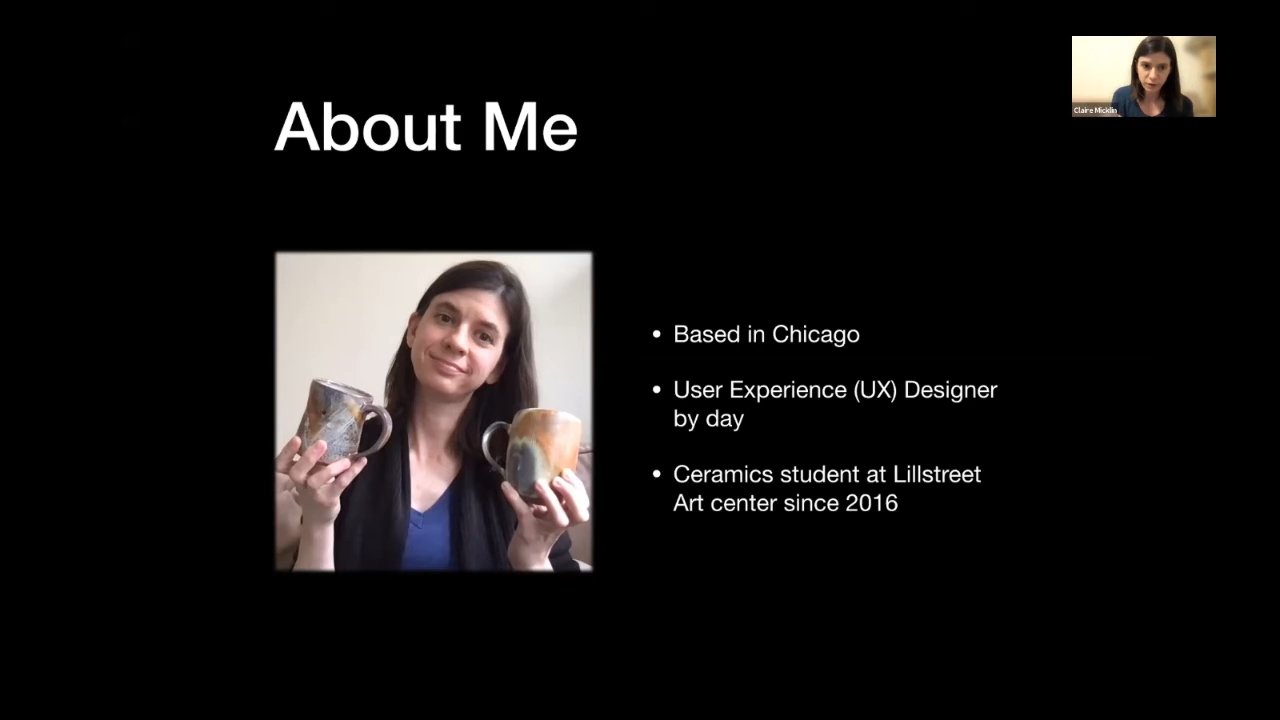 About Me
Claire Micklin
• Based in Chicago
• User Experience (UX) Designer
by day
• Ceramics student at Lillstreet
Art center since 2016